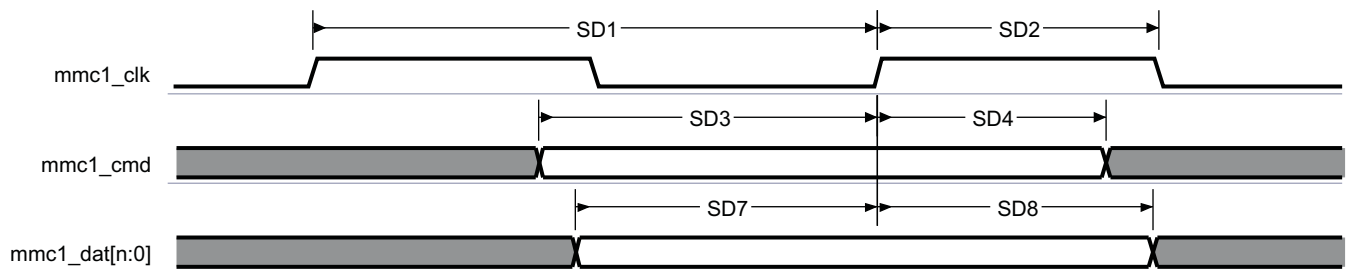 SD1 SD2
mmc1_clk
SD3 SD4
mmc1_cmd
SD7 SD8
mmc1_dat[n:0]